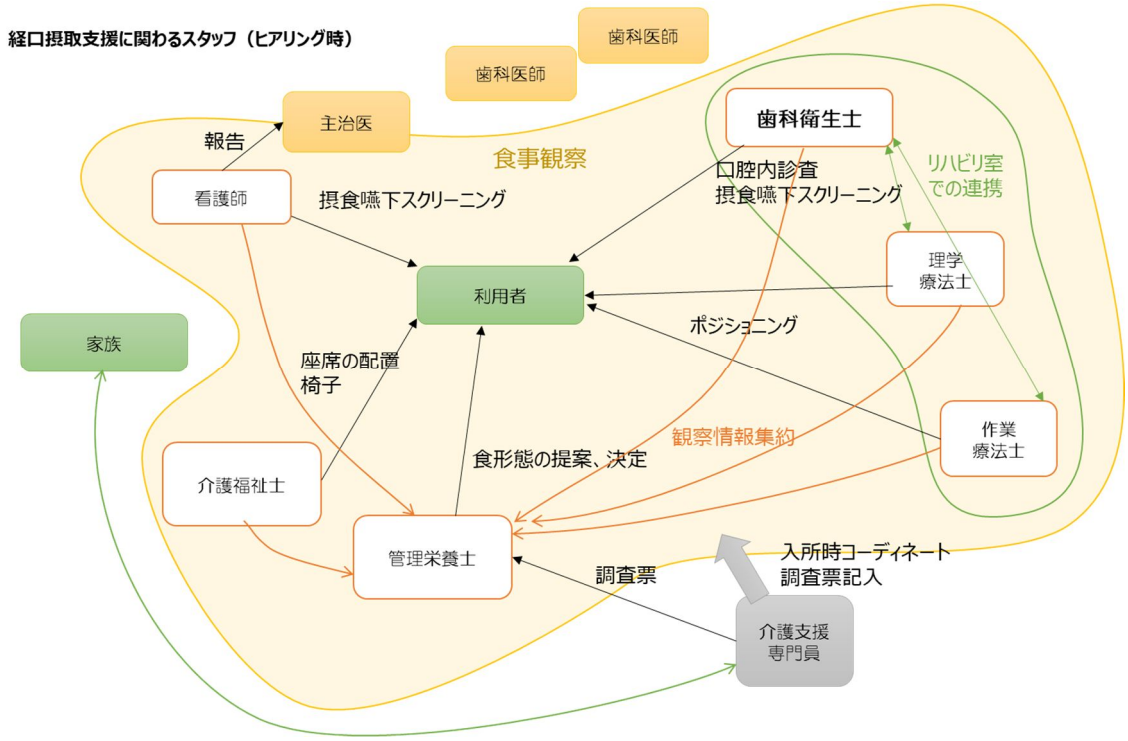 経口摂取支援に関わるスタッフ（ヒアリング時）
歯科医師
歯科医師
主治医
報告
食事観察
歯科衛生士
看護師
摂食嚥下スクリーニング
口腔内診査
摂食嚥下スクリーニング
リハビリ室
での連携
理学
療法士
利用者
ポジショニング
家族
座席の配置
椅子
作業
療法士
観察情報集約
食形態の提案、決定
介護福祉士
管理栄養士
調査票
入所時コーディネート
調査票記入
介護支援
専門員